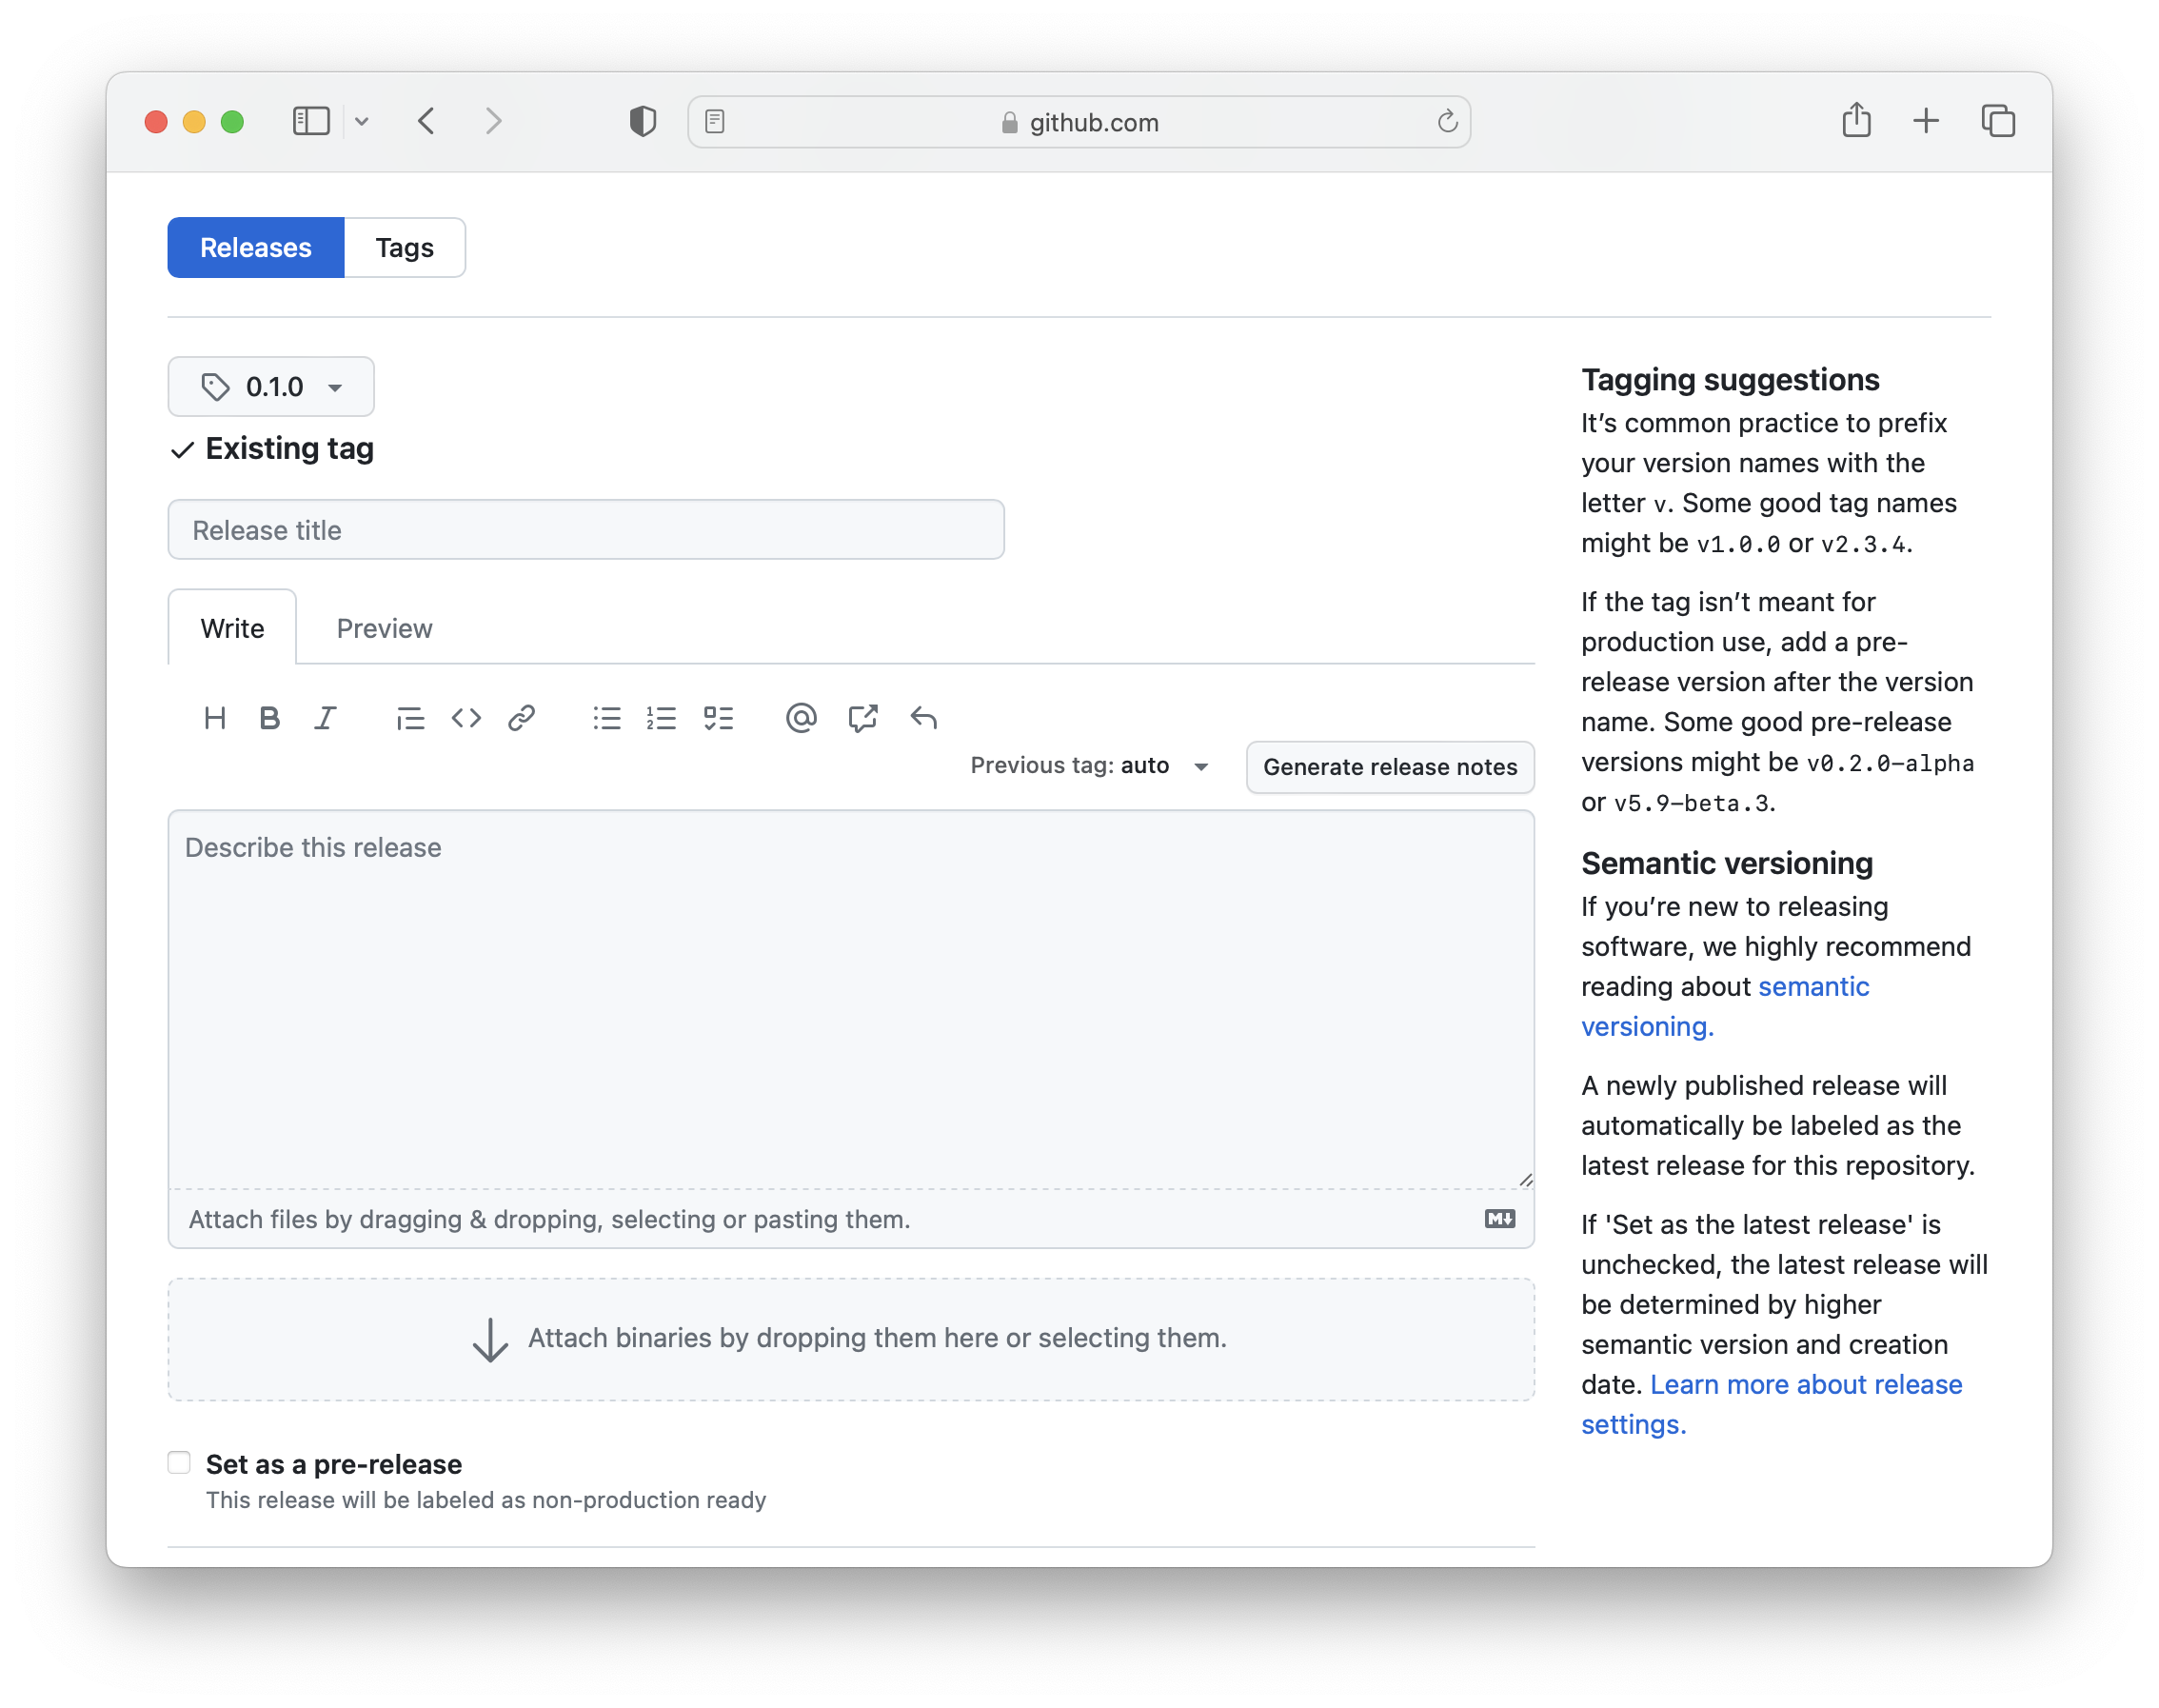 github.com
Releases
Tags
0.1.0
Existing tag
Release title
Write
Preview
Previous tag: auto
Generate release notes
Describe this release
Attach files by dragging & dropping, selecting or pasting them.
Attach binaries by dropping them here or selecting them.
Set as a pre-release
This release will be labeled as non-production ready
Tagging suggestions
It’s common practice to prefix
your version names with the
letter v. Some good tag names
might be v1.0.0 or v2.3.4.
If the tag isn’t meant for
production use, add a pre-
release version after the version
name. Some good pre-release
versions might be v0.2.0-alpha
or v5.9-beta.3.
Semantic versioning
If you’re new to releasing
software, we highly recommend
reading about semantic
versioning.
A newly published release will
automatically be labeled as the
latest release for this repository.
If 'Set as the latest release' is
unchecked, the latest release will
be determined by higher
semantic version and creation
date. Learn more about release
settings.